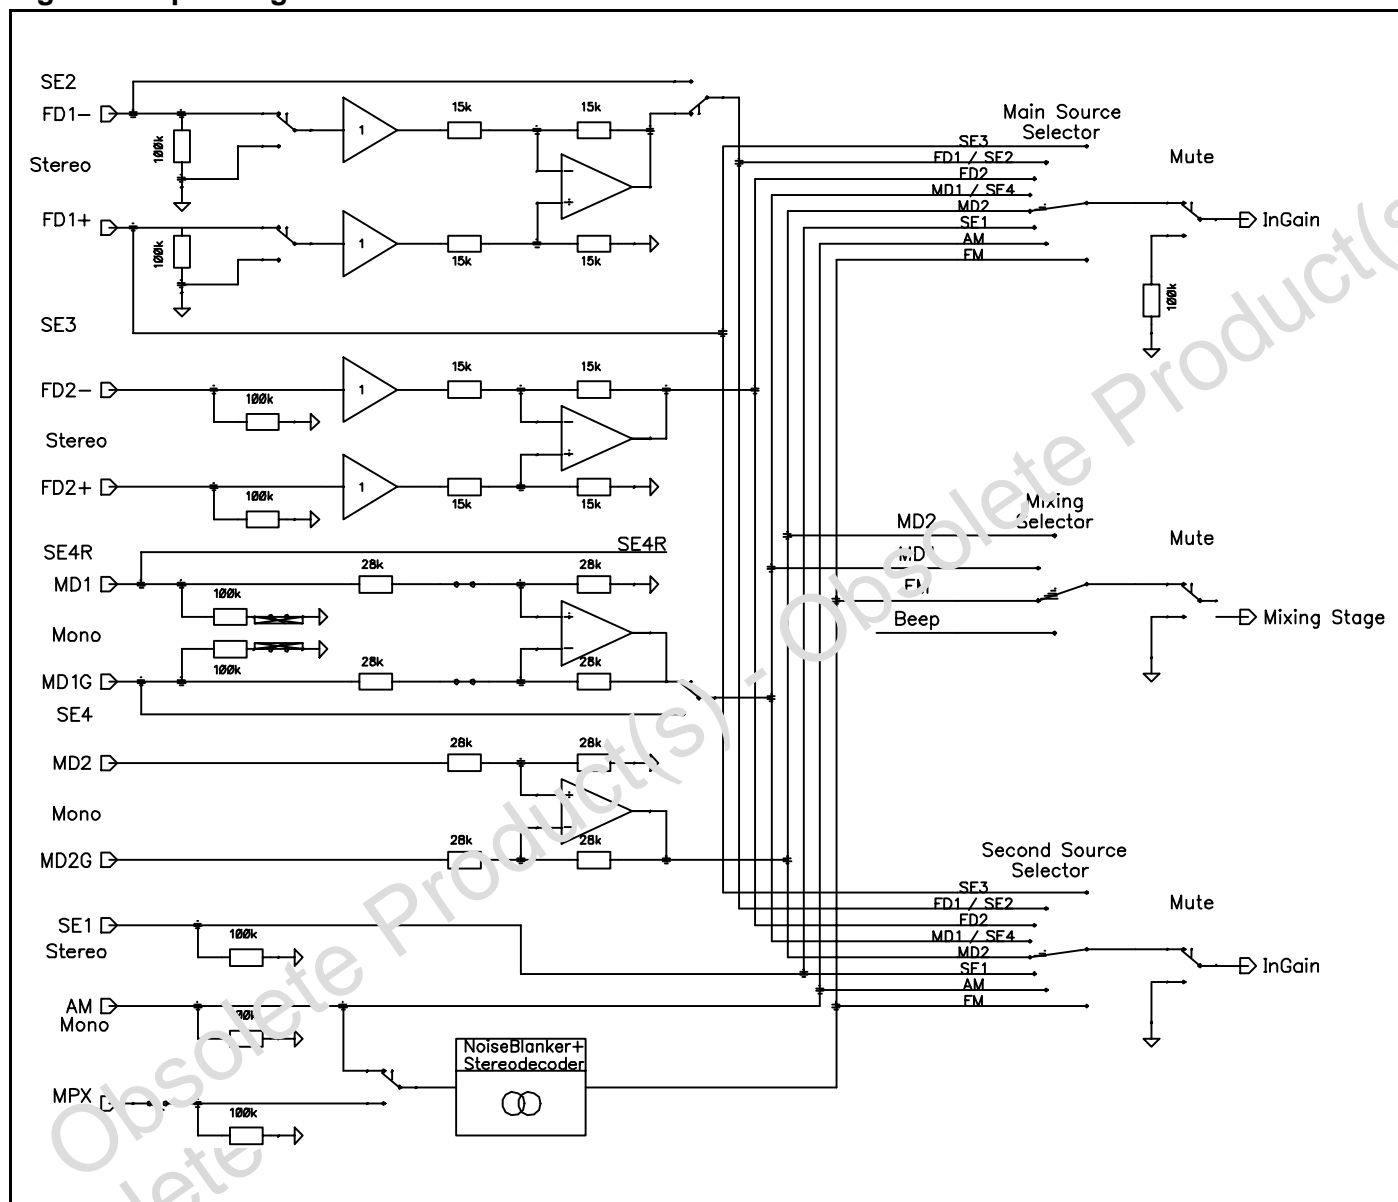 SE2
FD1-
Stereo
FD1+
SE3
100k
100k
1
1
15k
15k
15k
15k
FD2-
Stereo
FD2+
100k
100k
1
1
15k
15k
15k
15k
SE4R
SE4R
MD1
Mono
MD1G
SE4
100k
100k
28k
28k
28k
28k
MD2
Mono
MD2G
28k
28k
28k
28k
SE1
Stereo
100k
AM
Mono
MPX
100k
NoiseBlanker+
Stereodecoder
Main Source
Selector
SE3
FD1 / SE2
FD2
MD1 / SE4
MD2
SE1
AM
FM
Mute
100k
InGain
Mixing
Selector
MD2
FM
Beep
Mute
Mixing Stage
Second Source
Selector
SE3
FD1 / SE2
FD2
MD1 / SE4
MD2
SE1
AM
FM
Mute
InGain
Obsolete Product(s) - Obsolete Product(s